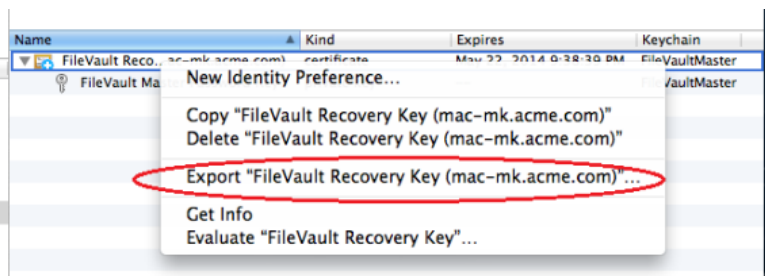 Name Kind Expires Keychain
FileVault Reco.. ac-mk.acme.com) certificate May 22, 2014 9:38:39 PM FileVaultMaster
FileVault Ma VaultMaster
New Identity Preference...
Copy “FileVault Recovery Key (mac-mk.acme.com)”
Delete “FileVault Recovery Key (mac-mk.acme.com)”
Export “FileVault Recovery Key (mac-mk.acme.com)”...
Get Info
Evaluate “FileVault Recovery Key”...